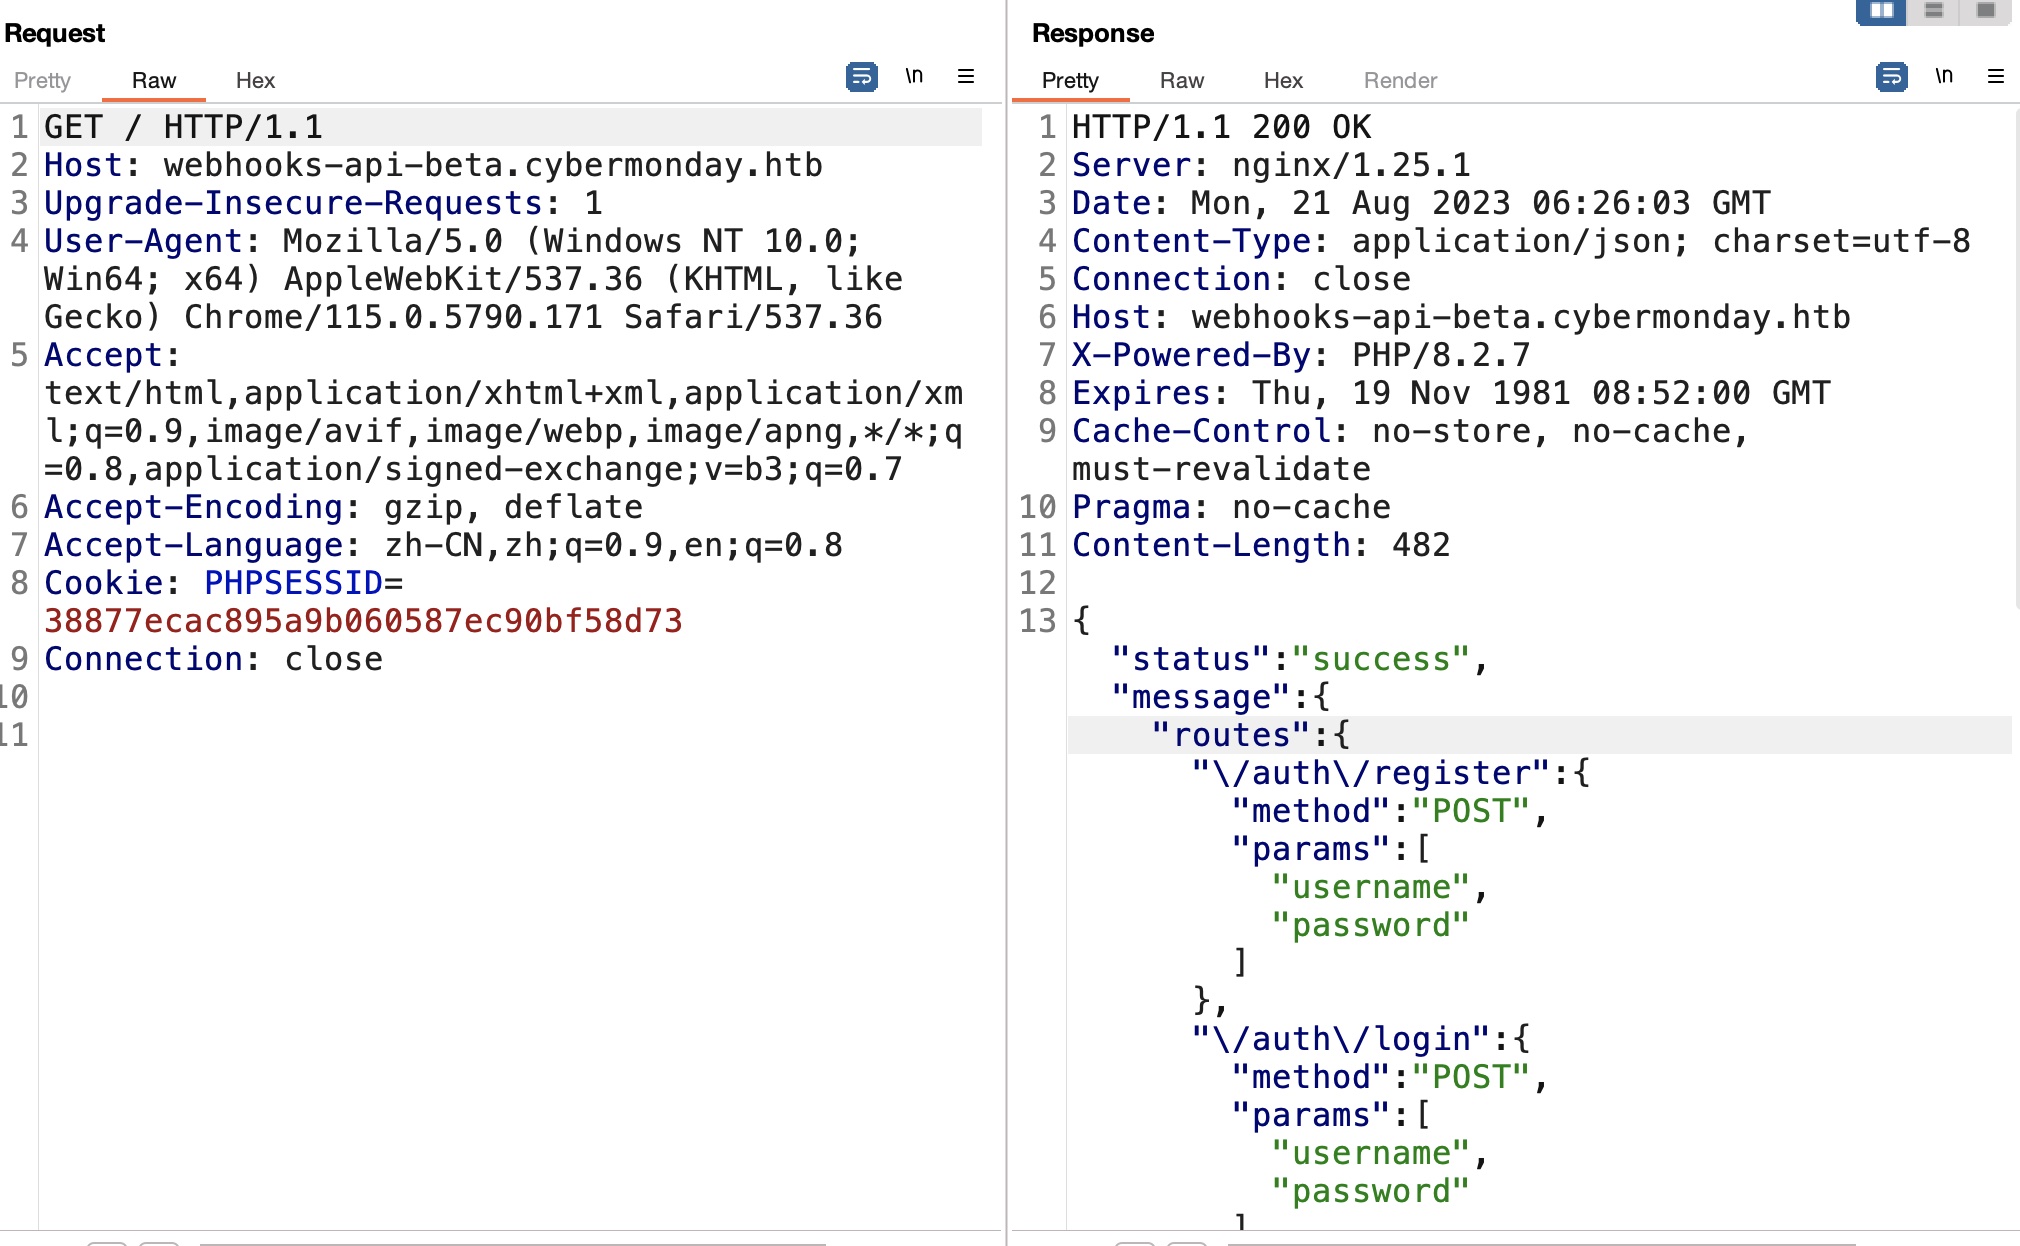 Request
Pretty Raw Hex \n
1 GET / HTTP/1.1
2 Host: webhooks-api-beta.cybermonday.htb
3 Upgrade-Insecure-Requests: 1
4 User-Agent: Mozilla/5.0 (Windows NT 10.0;
Win64; x64) AppleWebKit/537.36 (KHTML, like
Gecko) Chrome/115.0.5790.171 Safari/537.36
5 Accept:
text/html,application/xhtml+xml,application/xm
l;q=0.9,image/avif,image/webp,image/apng,*/*;q
=0.8,application/signed-exchange;v=b3;q=0.7
6 Accept-Encoding: gzip, deflate
7 Accept-Language: zh-CN,zh;q=0.9,en;q=0.8
8 Cookie: PHPSESSID=
38877ecac895a9b060587ec90bf58d73
9 Connection: close
10
11
Response
Pretty Raw Hex Render \n
1 HTTP/1.1 200 OK
2 Server: nginx/1.25.1
3 Date: Mon, 21 Aug 2023 06:26:03 GMT
4 Content-Type: application/json; charset=utf-8
5 Connection: close
6 Host: webhooks-api-beta.cybermonday.htb
7 X-Powered-By: PHP/8.2.7
8 Expires: Thu, 19 Nov 1981 08:52:00 GMT
9 Cache-Control: no-store, no-cache,
must-revalidate
10 Pragma: no-cache
11 Content-Length: 482
12
13 {
"status":"success",
"message":{
"routes":{
"\/auth\/register":{
"method":"POST",
"params":[
"username",
"password"
]
},
"\/auth\/login":{
"method":"POST",
"params":[
"username",
"password"
]